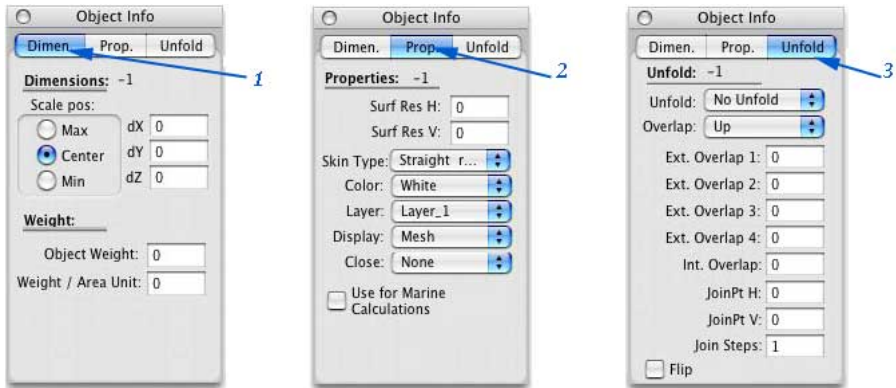 Object Info
Dimen. Prop. Unfold
1
Dimensions: -1
Scale pos:
Max
Center
Min
dX 0
dY 0
dZ 0
Weight:
Object Weight: 0
Weight / Area Unit: 0
Object Info
Dimen. Prop. Unfold
2
Properties: -1
Surf Res H: 0
Surf Res V: 0
Skin Type: Straight r...
Color: White
Layer: Layer_1
Display: Mesh
Close: None
Use for Marine
Calculations
Object Info
Dimen. Prop. Unfold
3
Unfold: -1
Unfold: No Unfold
Overlap: Up
Ext. Overlap 1: 0
Ext. Overlap 2: 0
Ext. Overlap 3: 0
Ext. Overlap 4: 0
Int. Overlap: 0
JoinPt H: 0
JoinPt V: 0
Join Steps: 1
Flip